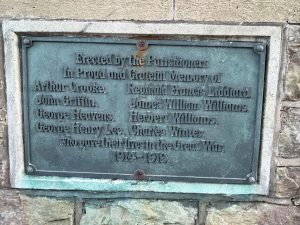 Erected by the Parishioners
In Proud and Grateful Memory of
Arthur Crooke. Reginald Francis Liddiard.
John Griffin. James William Williams.
George Heavens. Herbert Williams.
George Henry Lee. Charles Winter.
who gave their lives in the Great War.
1914-1918.